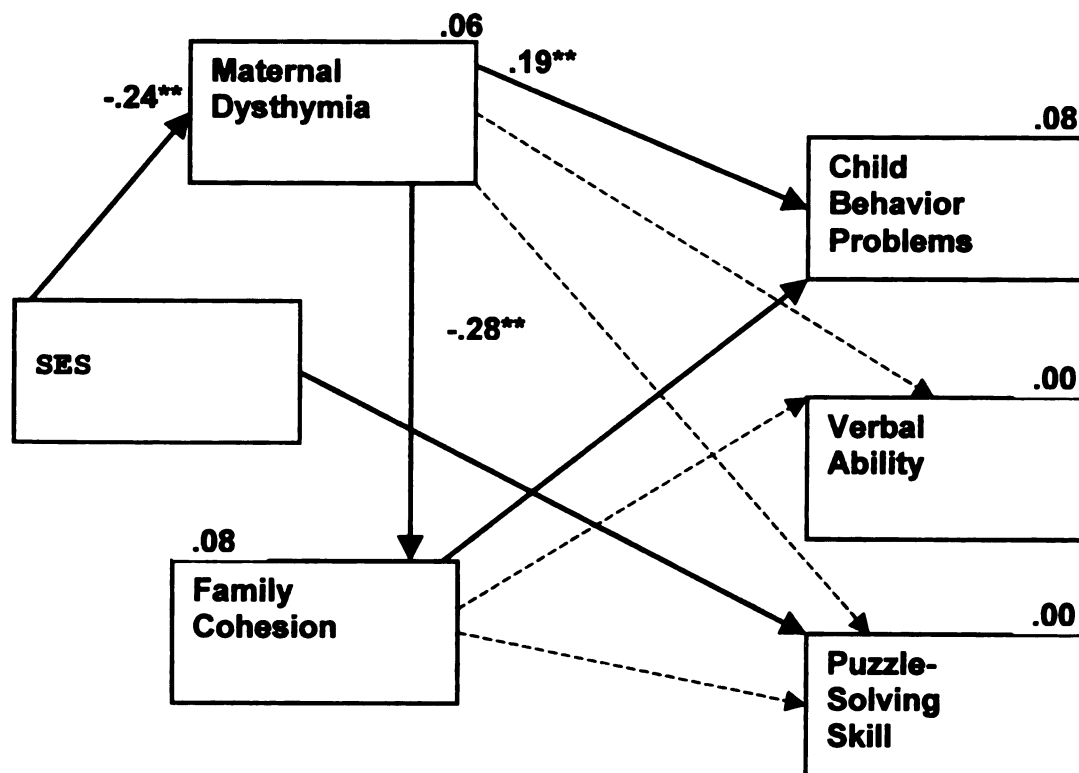 .06
Maternal
Dysthymia
-.24**
.19**
.08
Child
Behavior
Problems
SES
-.28**
.00
Verbal
Ability
.08
Family
Cohesion
.00
Puzzle-
Solving
Skill